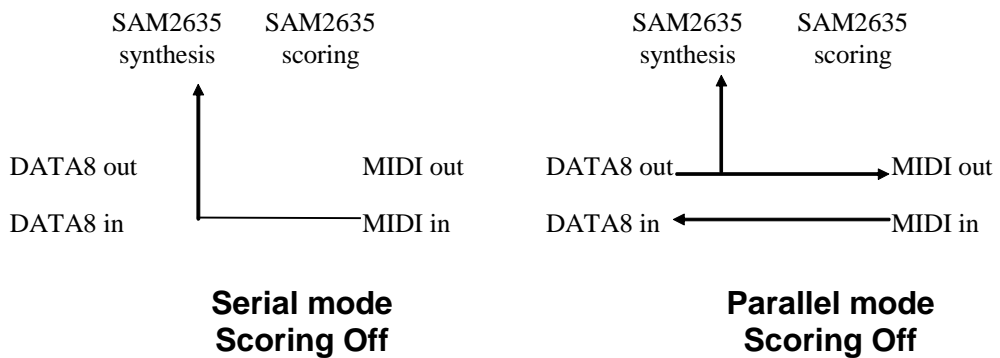 SAM2635 SAM2635
synthesis scoring
DATA8 out MIDI out
DATA8 in MIDI in
Serial mode
Scoring Off
SAM2635 SAM2635
synthesis scoring
DATA8 out MIDI out
DATA8 in MIDI in
Parallel mode
Scoring Off